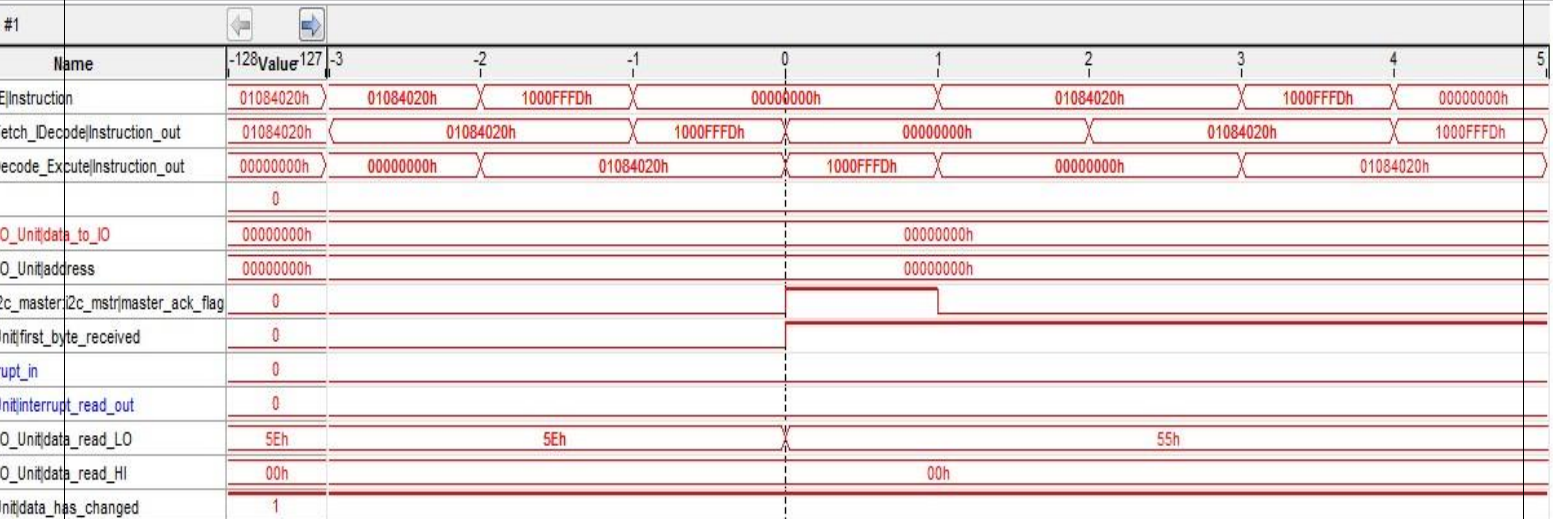 #1
Name -128 Value 127 -3 -2 -1 0 1 2 3 4 5
E|Instruction 01084020h 01084020h 1000FFFDh 00000000h 01084020h 1000FFFDh 00000000h
etch_IDecode|Instruction_out 01084020h 01084020h 1000FFFDh 00000000h 01084020h 1000FFFDh
ecode_Excute|Instruction_out 00000000h 00000000h 01084020h 1000FFFDh 00000000h 01084020h
0
O_Unit|data_to_IO 00000000h 00000000h
O_Unit|address 00000000h 00000000h
2c_master:i2c_mstr|master_ack_flag 0
Unit|first_byte_received 0
rupt_in 0
Unit|interrupt_read_out 0
O_Unit|data_read_LO 5Eh 5Eh 55h
O_Unit|data_read_HI 00h 00h
Unit|data_has_changed 1